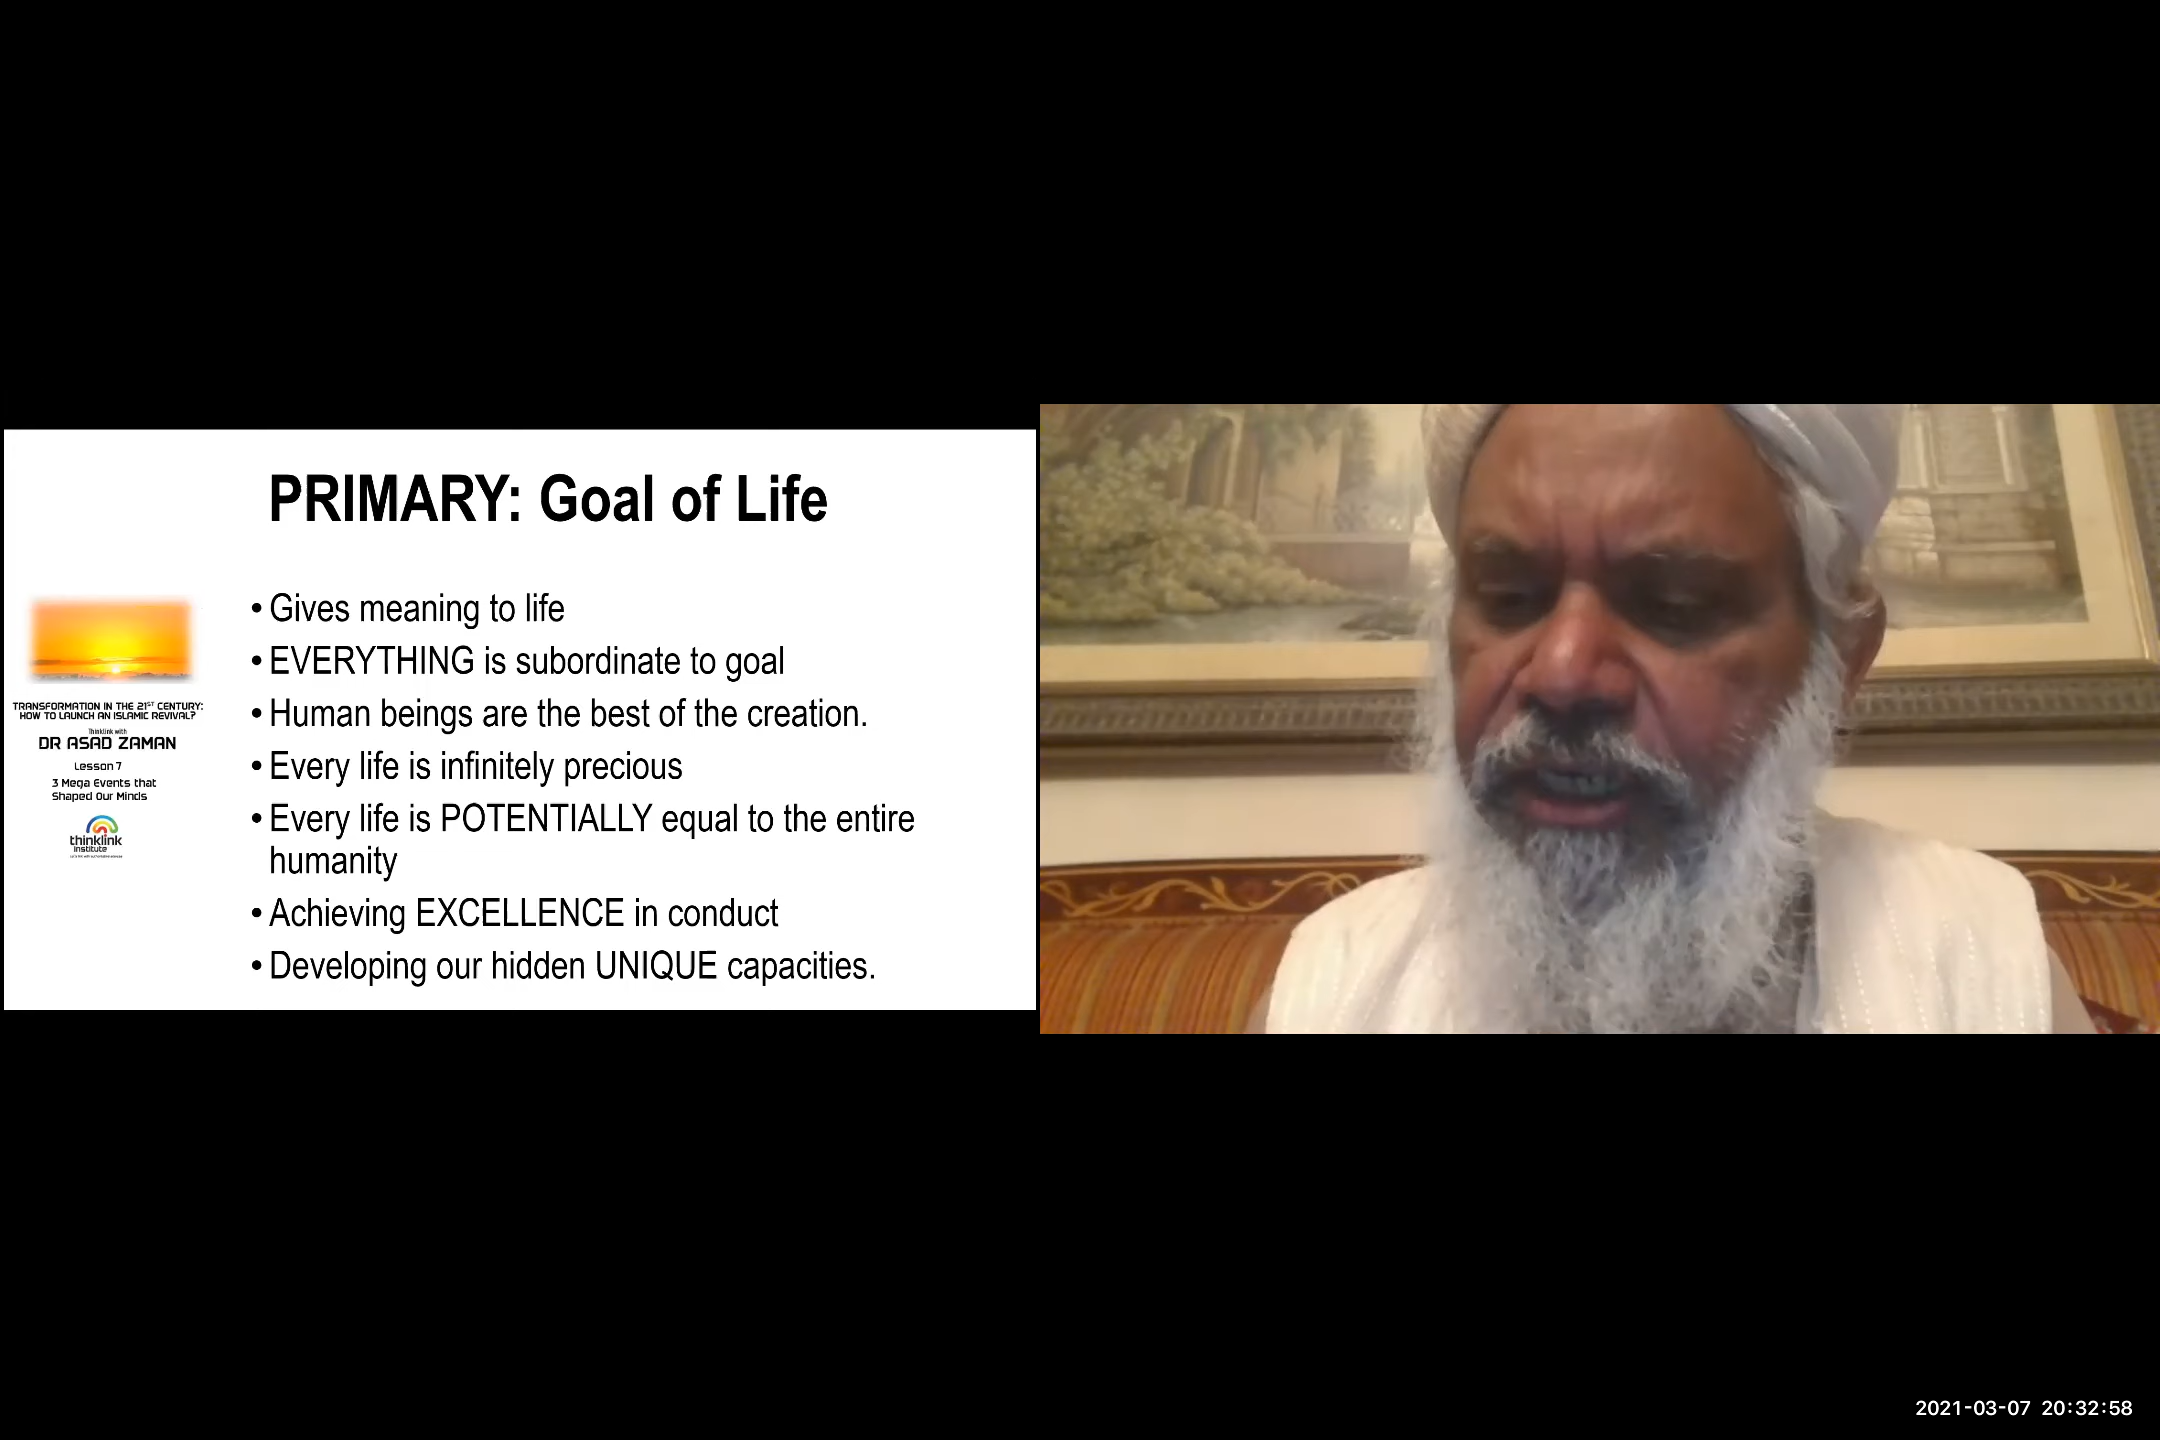 PRIMARY: Goal of Life
• Gives meaning to life
• EVERYTHING is subordinate to goal
• Human beings are the best of the creation.
• Every life is infinitely precious
• Every life is POTENTIALLY equal to the entire
humanity
• Achieving EXCELLENCE in conduct
• Developing our hidden UNIQUE capacities.
TRANSFORMATION IN THE 21ST CENTURY:
HOW TO LAUNCH AN ISLAMIC REVIVAL?
Thinklink with
DR ASAD ZAMAN
Lesson 7
3 Mega Events that
Shaped Our Minds
thinklink
institute
2021-03-07 20:32:58